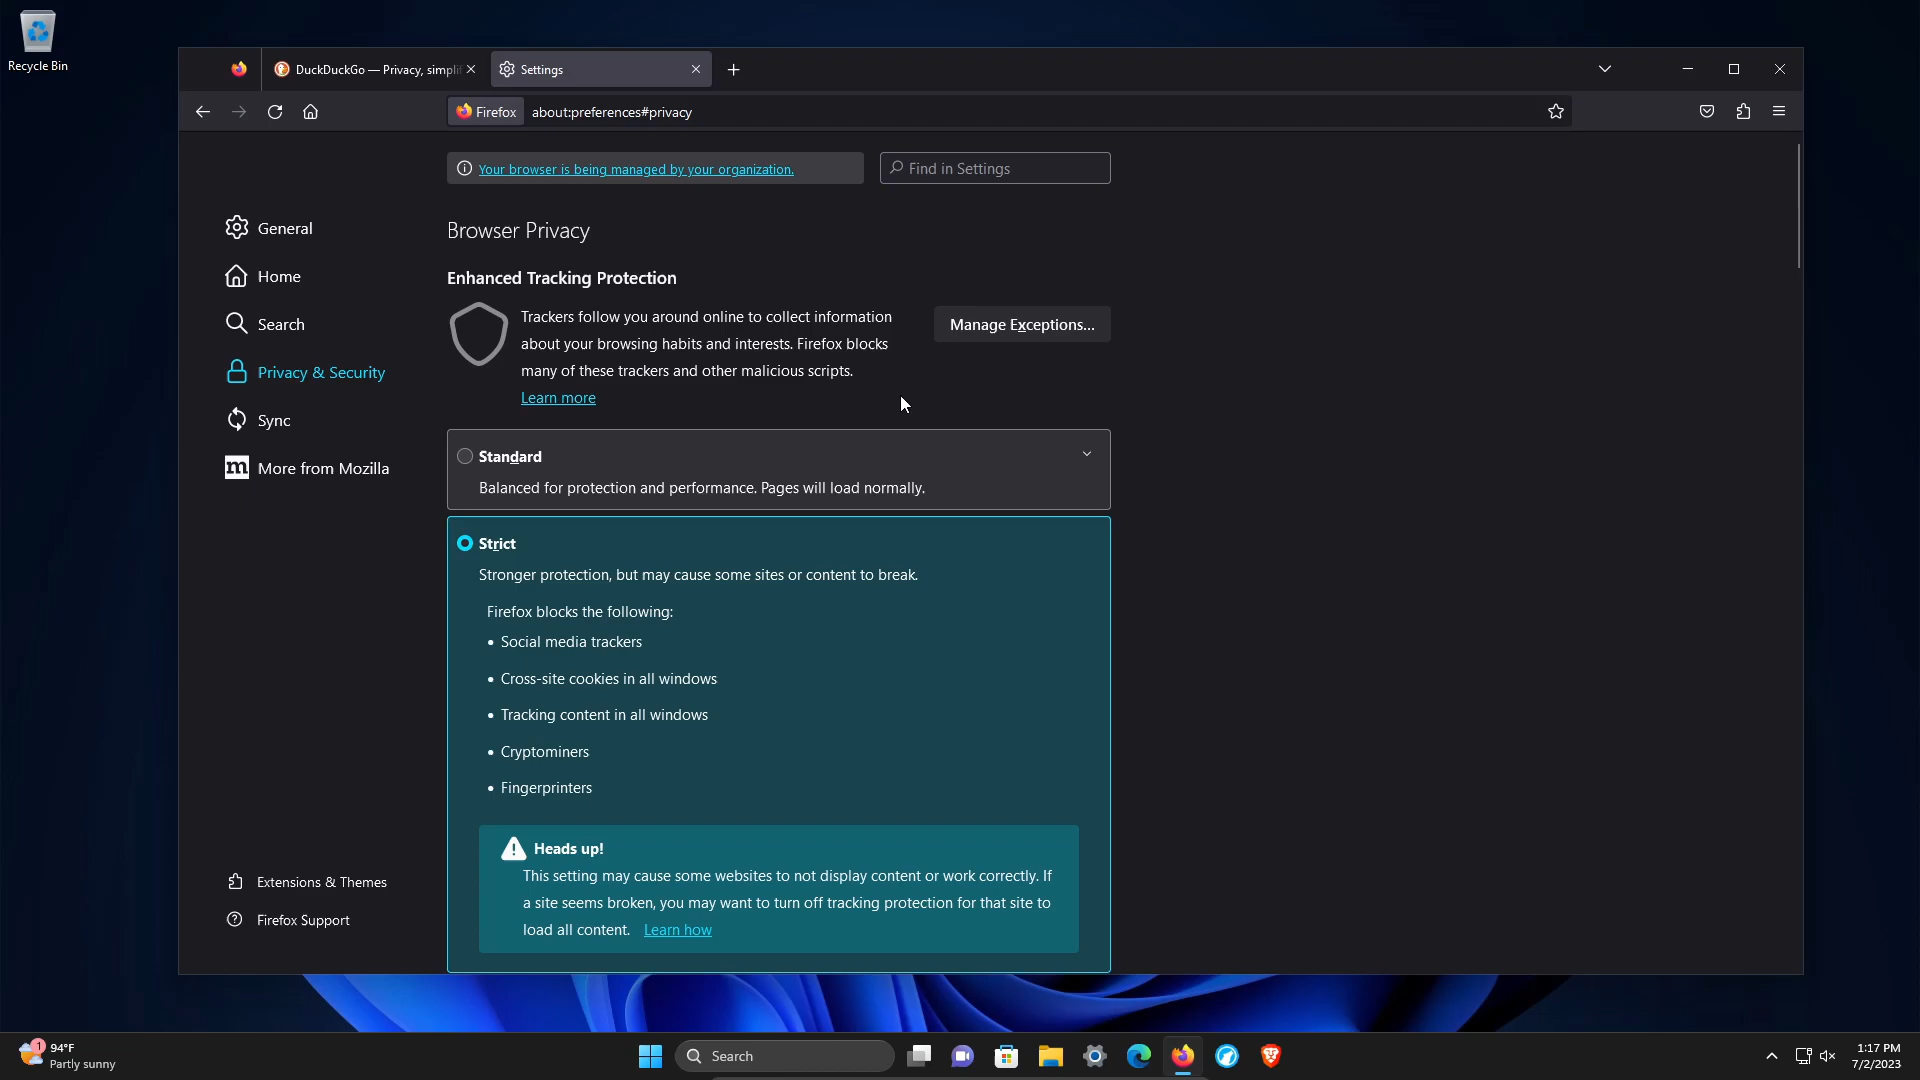 Recycle Bin
DuckDuckGo — Privacy, simplif
Settings
Firefox
about:preferences#privacy
Your browser is being managed by your organization.
Find in Settings
General
Home
Search
Privacy & Security
Sync
More from Mozilla
Extensions & Themes
Firefox Support
Browser Privacy
Enhanced Tracking Protection
Trackers follow you around online to collect information
about your browsing habits and interests. Firefox blocks
many of these trackers and other malicious scripts.
Learn more
Manage Exceptions...
Standard
Balanced for protection and performance. Pages will load normally.
Strict
Stronger protection, but may cause some sites or content to break.
Firefox blocks the following:
• Social media trackers
• Cross-site cookies in all windows
• Tracking content in all windows
• Cryptominers
• Fingerprinters
Heads up!
This setting may cause some websites to not display content or work correctly. If
a site seems broken, you may want to turn off tracking protection for that site to
load all content. Learn how
1
94°F
Partly sunny
Search
1:17 PM
7/2/2023